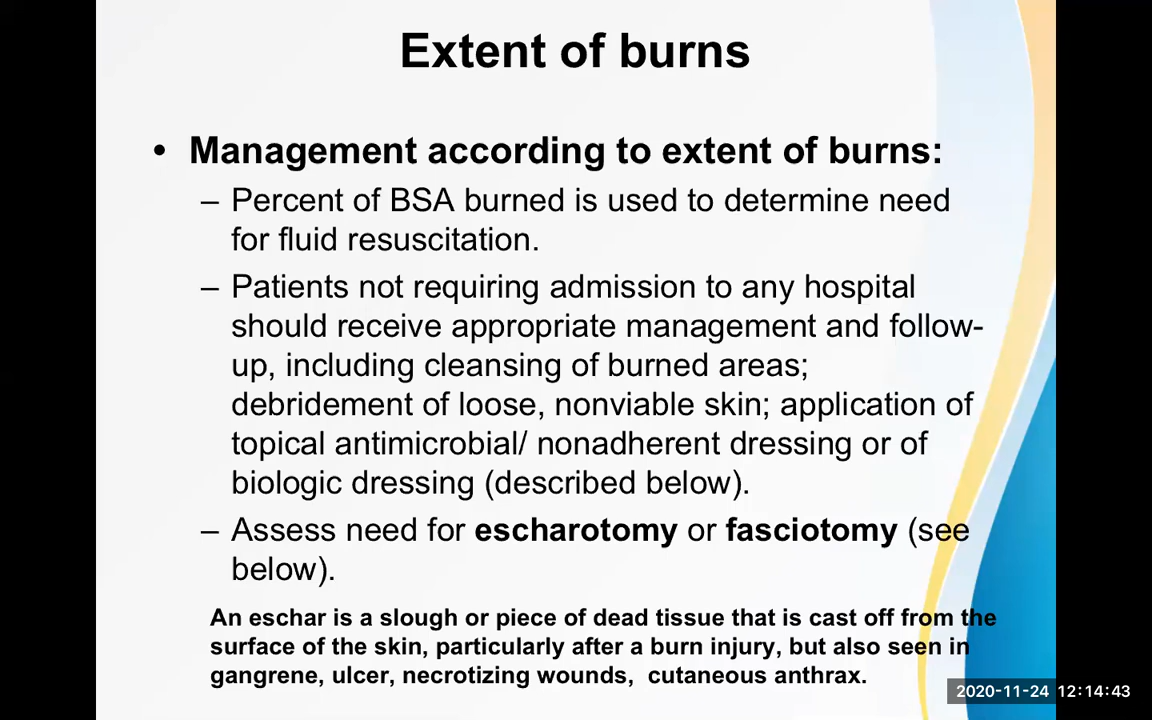 Extent of burns
• Management according to extent of burns:
– Percent of BSA burned is used to determine need
for fluid resuscitation.
– Patients not requiring admission to any hospital
should receive appropriate management and follow-
up, including cleansing of burned areas;
debridement of loose, nonviable skin; application of
topical antimicrobial/ nonadherent dressing or of
biologic dressing (described below).
– Assess need for escharotomy or fasciotomy (see
below).
An eschar is a slough or piece of dead tissue that is cast off from the
surface of the skin, particularly after a burn injury, but also seen in
gangrene, ulcer, necrotizing wounds,  cutaneous anthrax.
2020-11-24 12:14:43